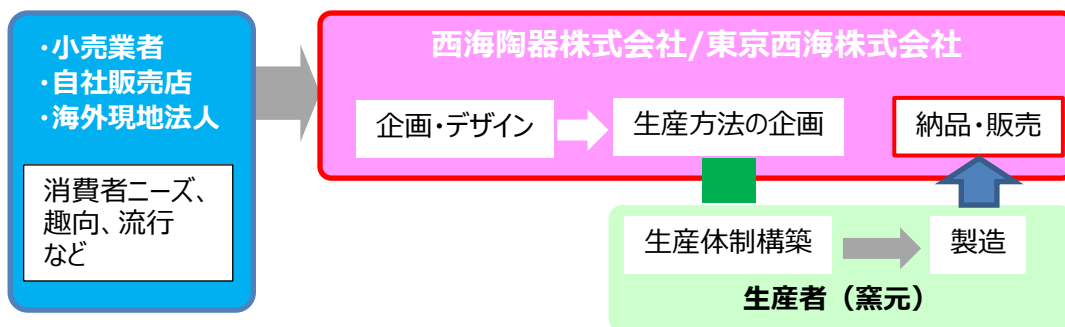 ・小売業者
・自社販売店
・海外現地法人
消費者ニーズ、
趣向、流行
など
西海陶器株式会社/東京西海株式会社
企画・デザイン
生産方法の企画
納品・販売
生産体制構築
製造
生産者（窯元）